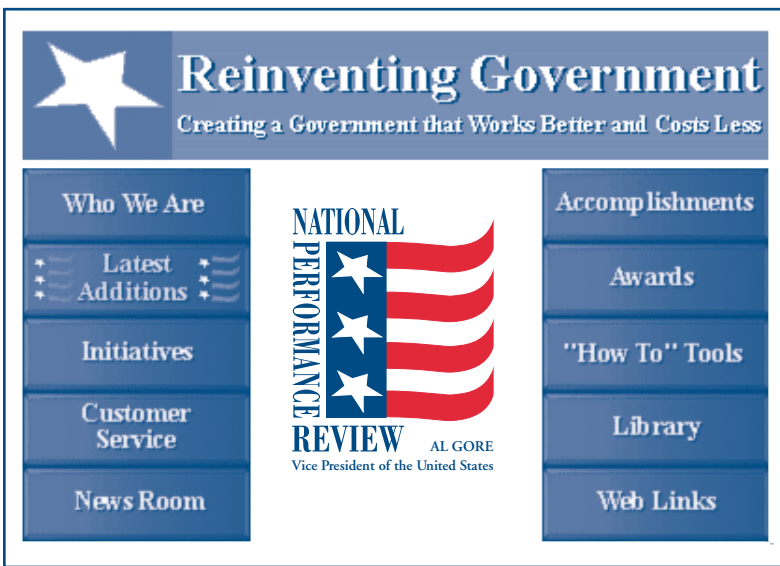 Reinventing Government
Creating a Government that Works Better and Costs Less
Who We Are
Latest
Additions
Initiatives
Customer
Service
News Room
NATIONAL
PERFORMANCE
REVIEW
AL GORE
Vice President of the United States
Accomplishments
Awards
"How To" Tools
Library
Web Links